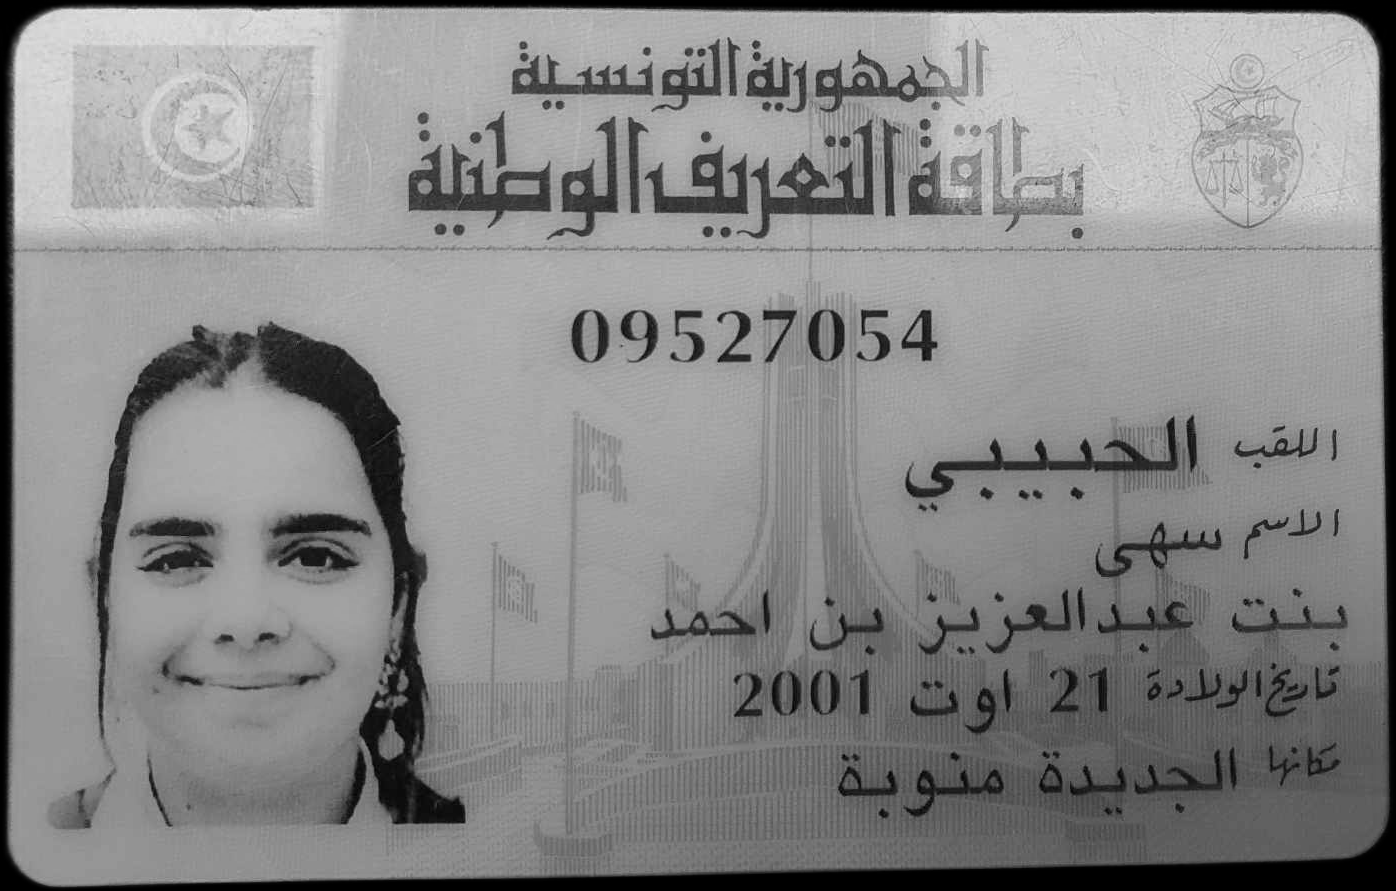 الجمهورية التونسية
بطاقة التعريف الوطنية
09527054
اللقب الحبيبي
الاسم سهى
بنت عبدالعزيز بن احمد
تاريخ الولادة 21 اوت 2001
مكانها الجديدة منوبة